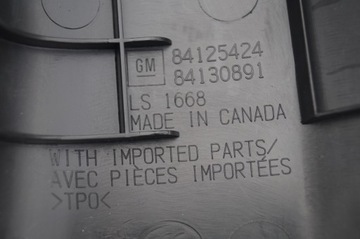 GM 84125424
84130891
LS 1668
MADE IN CANADA
WITH IMPORTED PARTS/
AVEC PIÈCES IMPORTÉES
>TPO<